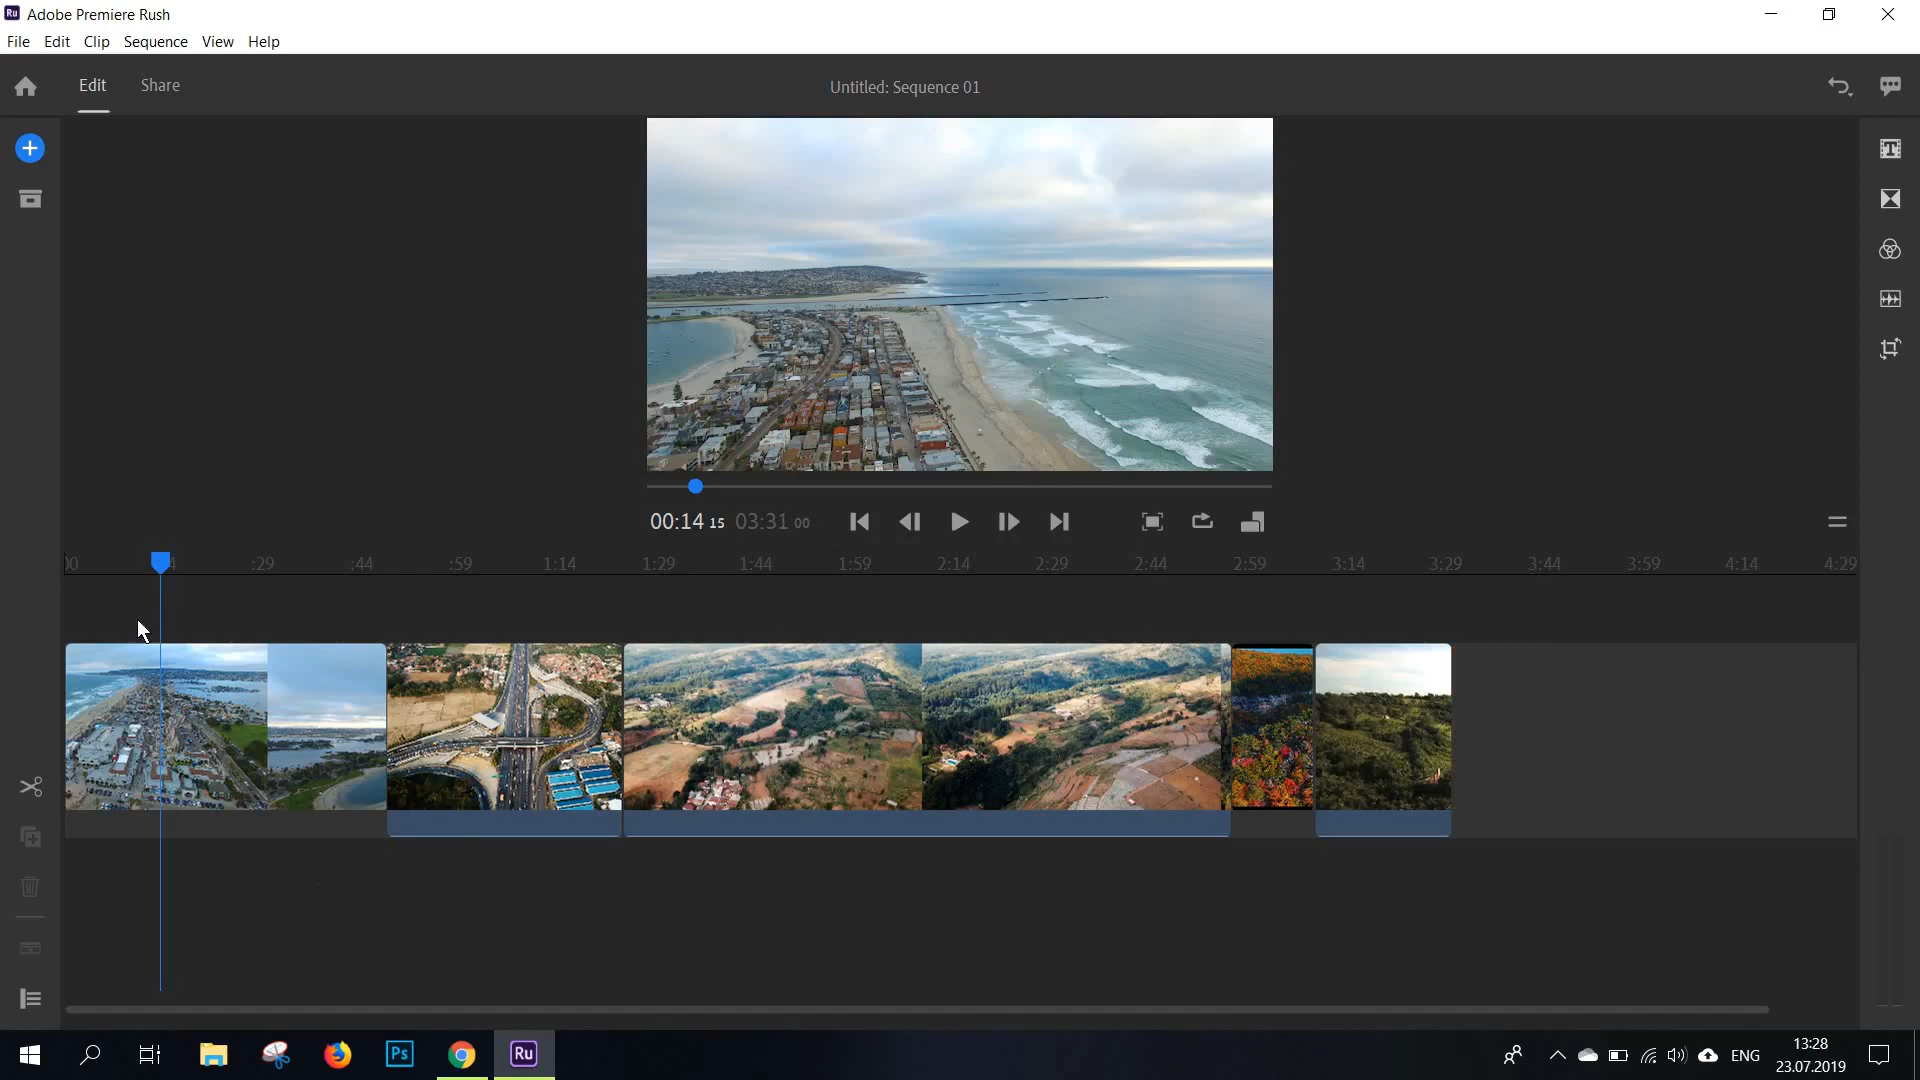 Ru Adobe Premiere Rush
File Edit Clip Sequence View Help
Edit Share Untitled: Sequence 01
00:14 15 03:31 00
:29 :44 :59 1:14 1:29 1:44 1:59 2:14 2:29 2:44 2:59 3:14 3:29 3:44 3:59 4:14 4:29
Ps Ru ENG 13:28
23.07.2019